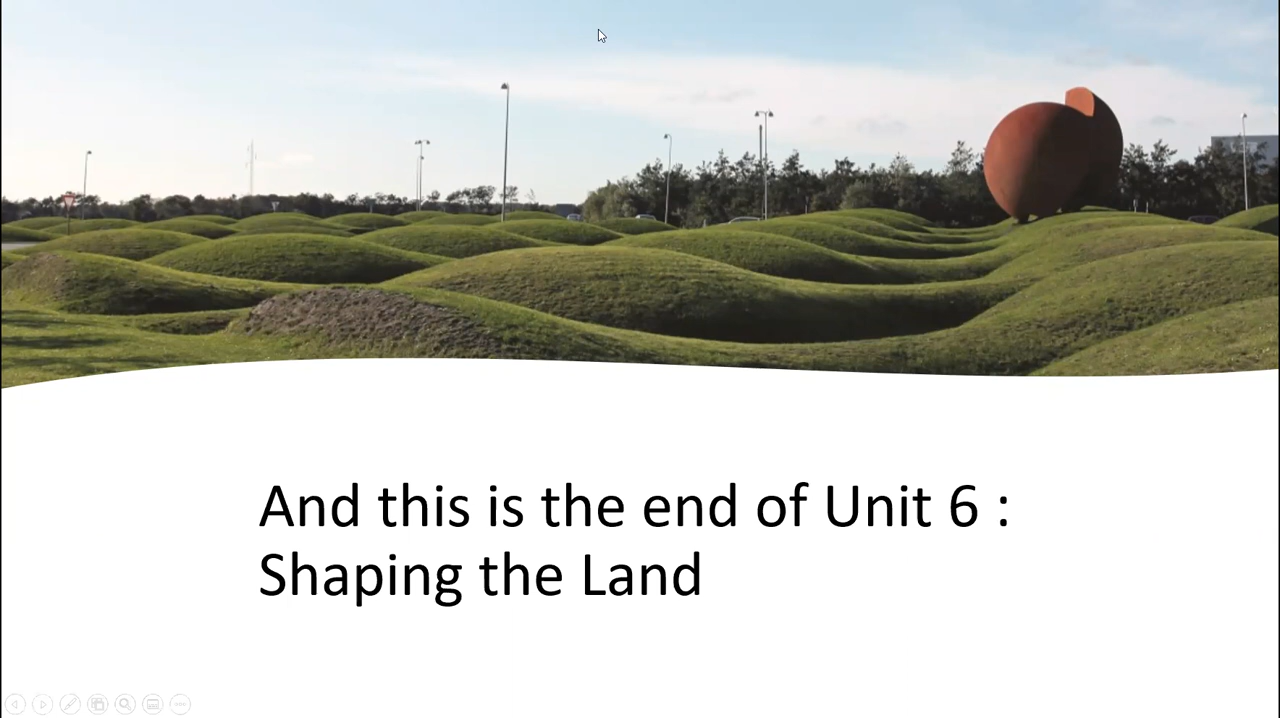 And this is the end of Unit 6 :
Shaping the Land